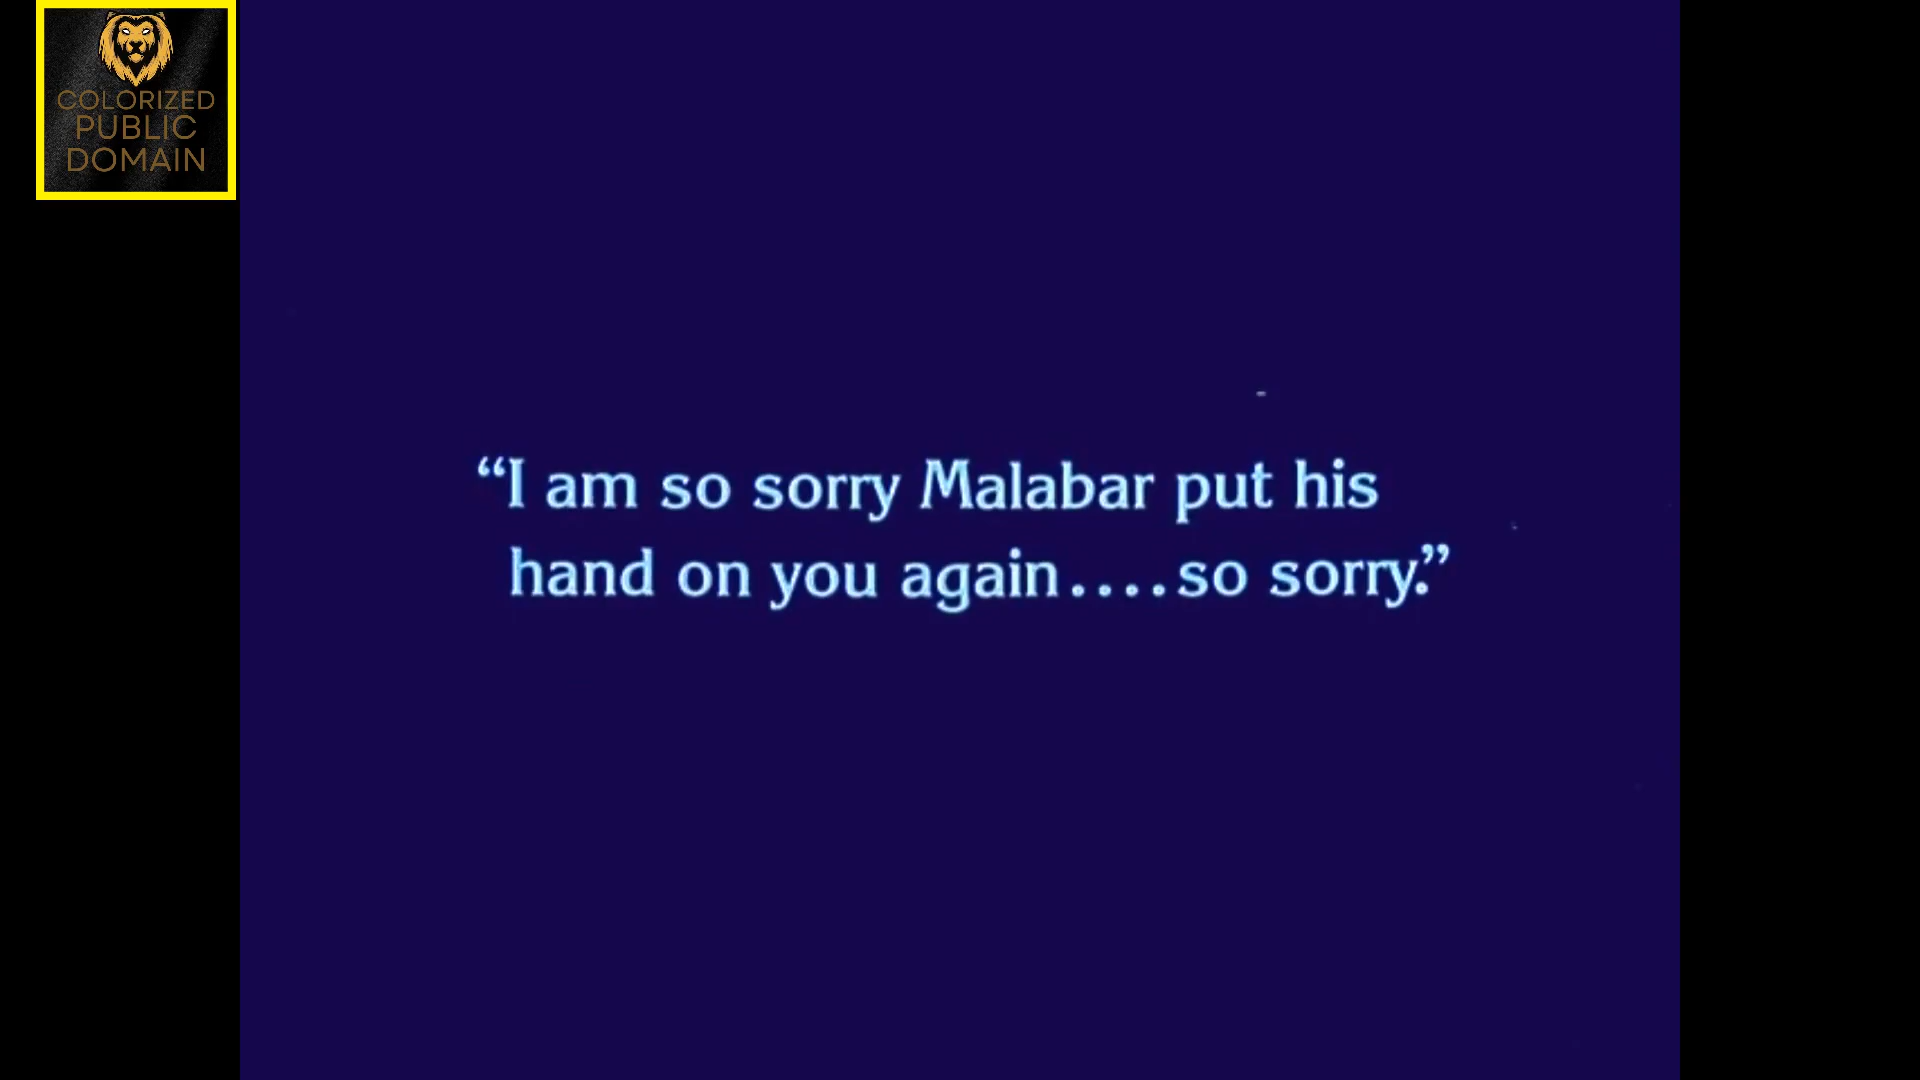 COLORIZED
PUBLIC
DOMAIN
“I am so sorry Malabar put his
hand on you again....so sorry.”